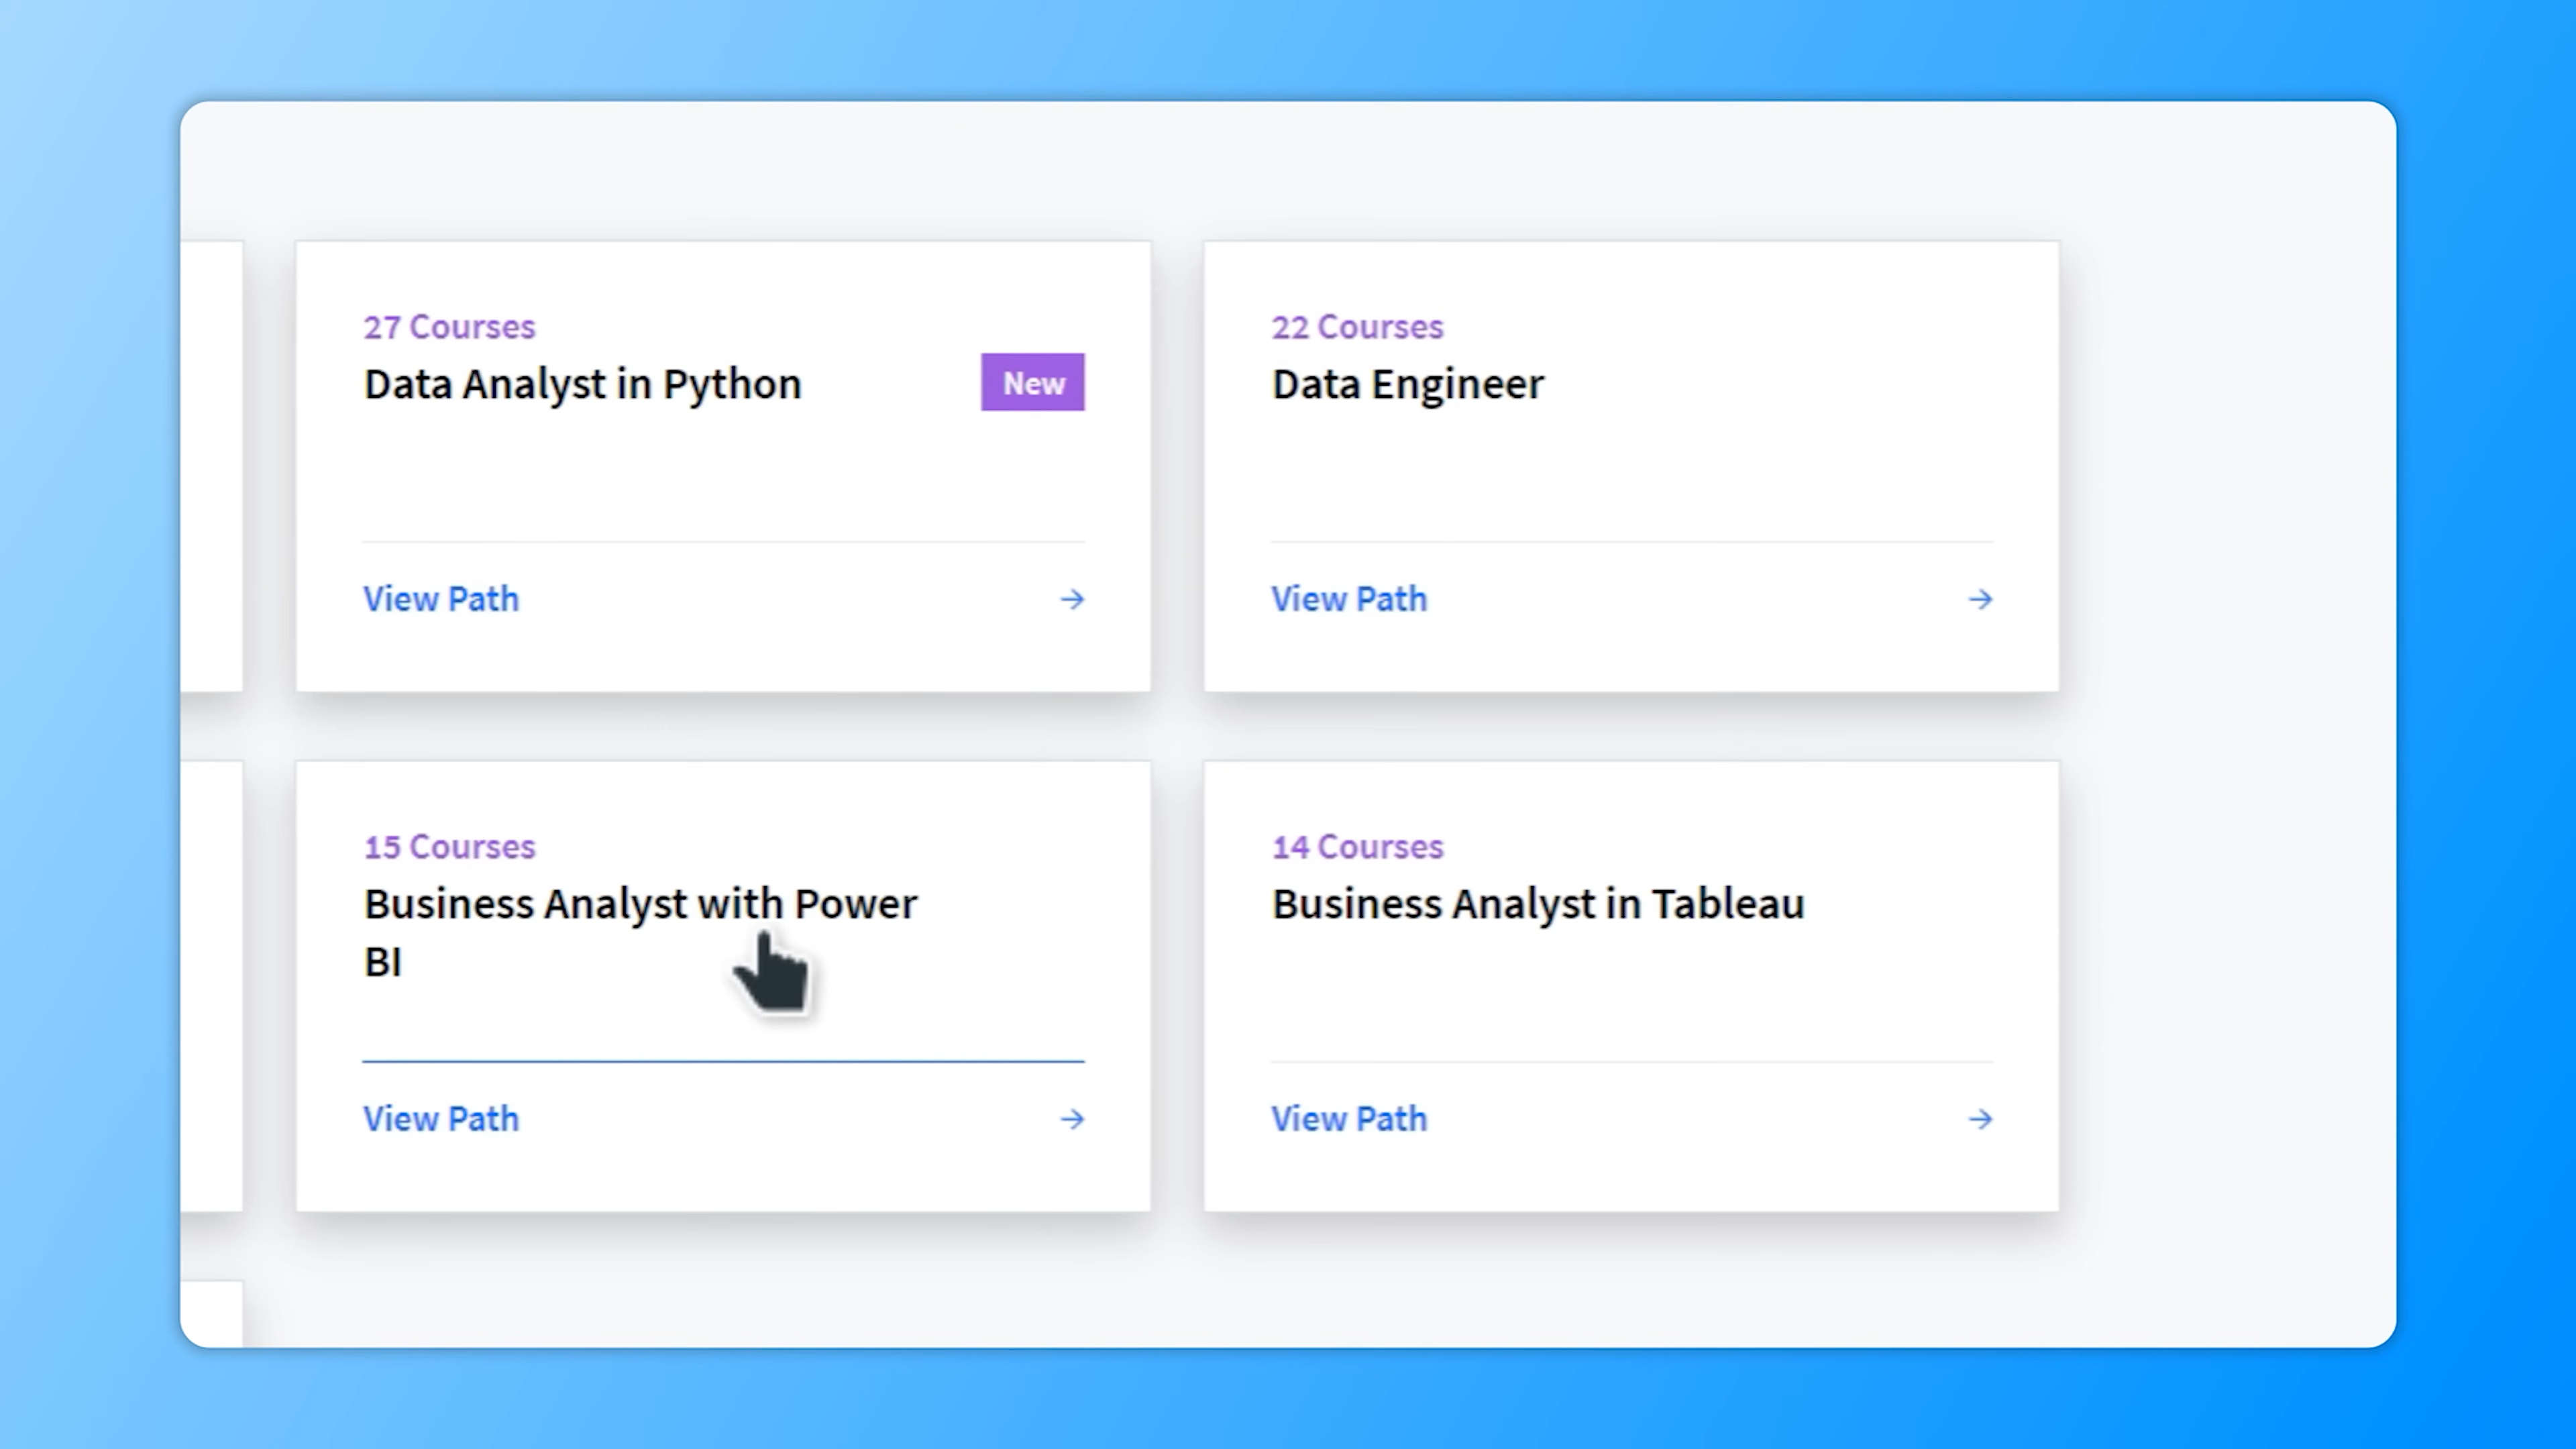 27 Courses
Data Analyst in Python
New
View Path
22 Courses
Data Engineer
View Path
15 Courses
Business Analyst with Power
BI
View Path
14 Courses
Business Analyst in Tableau
View Path